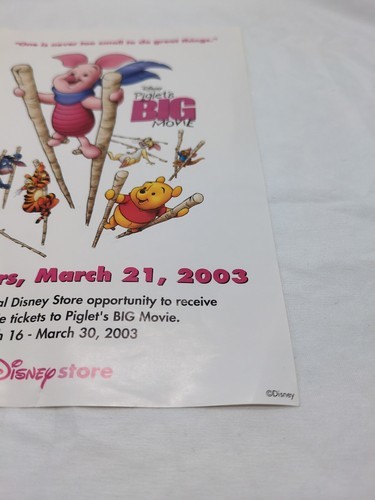 "One is never too small to do great things."
Disney
Piglet's
BIG
MOVIE
rs, March 21, 2003
al Disney Store opportunity to receive
e tickets to Piglet's BIG Movie.
h 16 - March 30, 2003
Disney store
©Disney